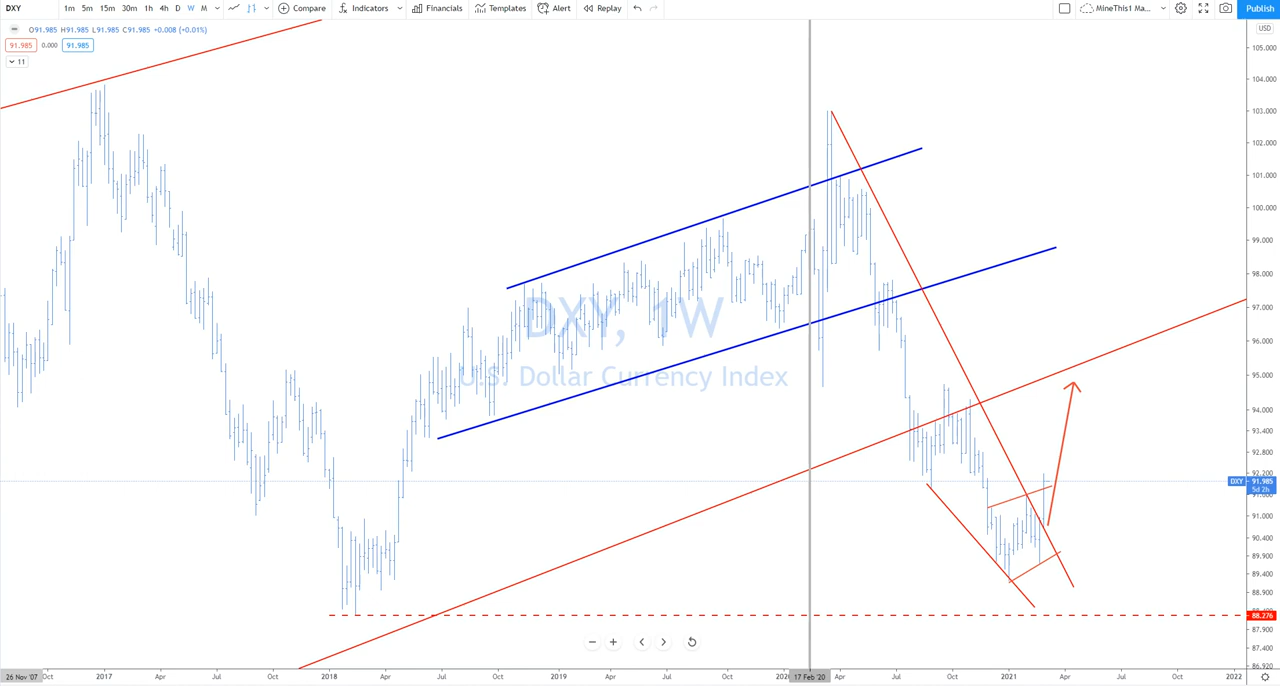 DXY 1m 5m 15m 30m 1h 4h D W M Compare Indicators Financials Templates Alert Replay MineThis1 Ma... Publish
O91.985 H91.985 L91.985 C91.985 +0.008 (+0.01%)
91.985 0.000 91.985
11
USD
105.000
104.000
103.000
102.000
101.000
100.000
99.000
98.000
97.000
96.000
95.000
94.000
93.400
92.800
92.200
DXY 91.985
5d 2h
91.000
90.400
89.900
89.400
88.900
88.276
87.900
87.400
86.920
DXY, 1W
U.S. Dollar Currency Index
26 Nov '07 Oct 2017 Apr Jul Oct 2018 Apr Jul Oct 2019 Apr Jul Oct 2020 17 Feb '20 Apr Jul Oct 2021 Apr Jul Oct 2022